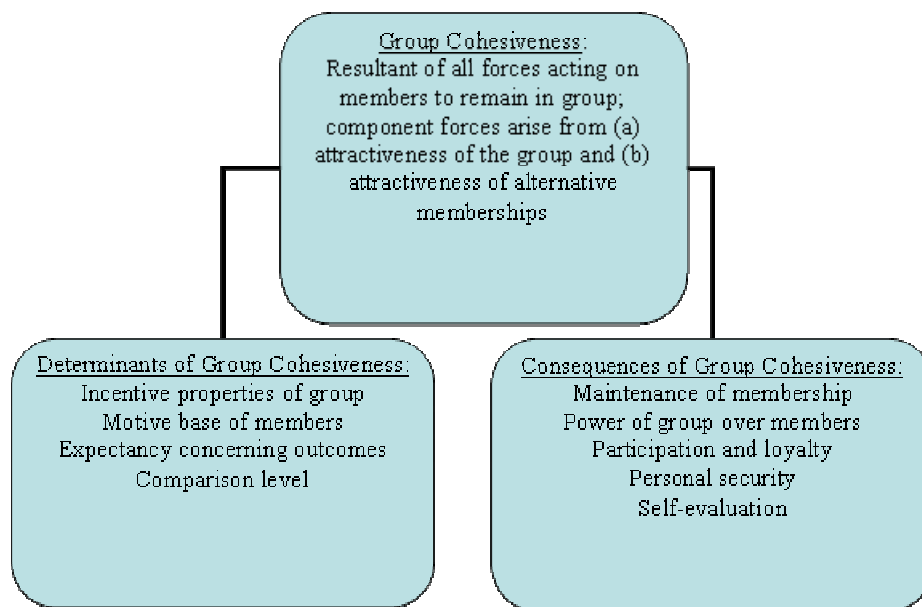 Group Cohesiveness:
Resultant of all forces acting on
members to remain in group;
component forces arise from (a)
attractiveness of the group and (b)
attractiveness of alternative
memberships
Determinants of Group Cohesiveness:
Incentive properties of group
Motive base of members
Expectancy concerning outcomes
Comparison level
Consequences of Group Cohesiveness:
Maintenance of membership
Power of group over members
Participation and loyalty
Personal security
Self-evaluation